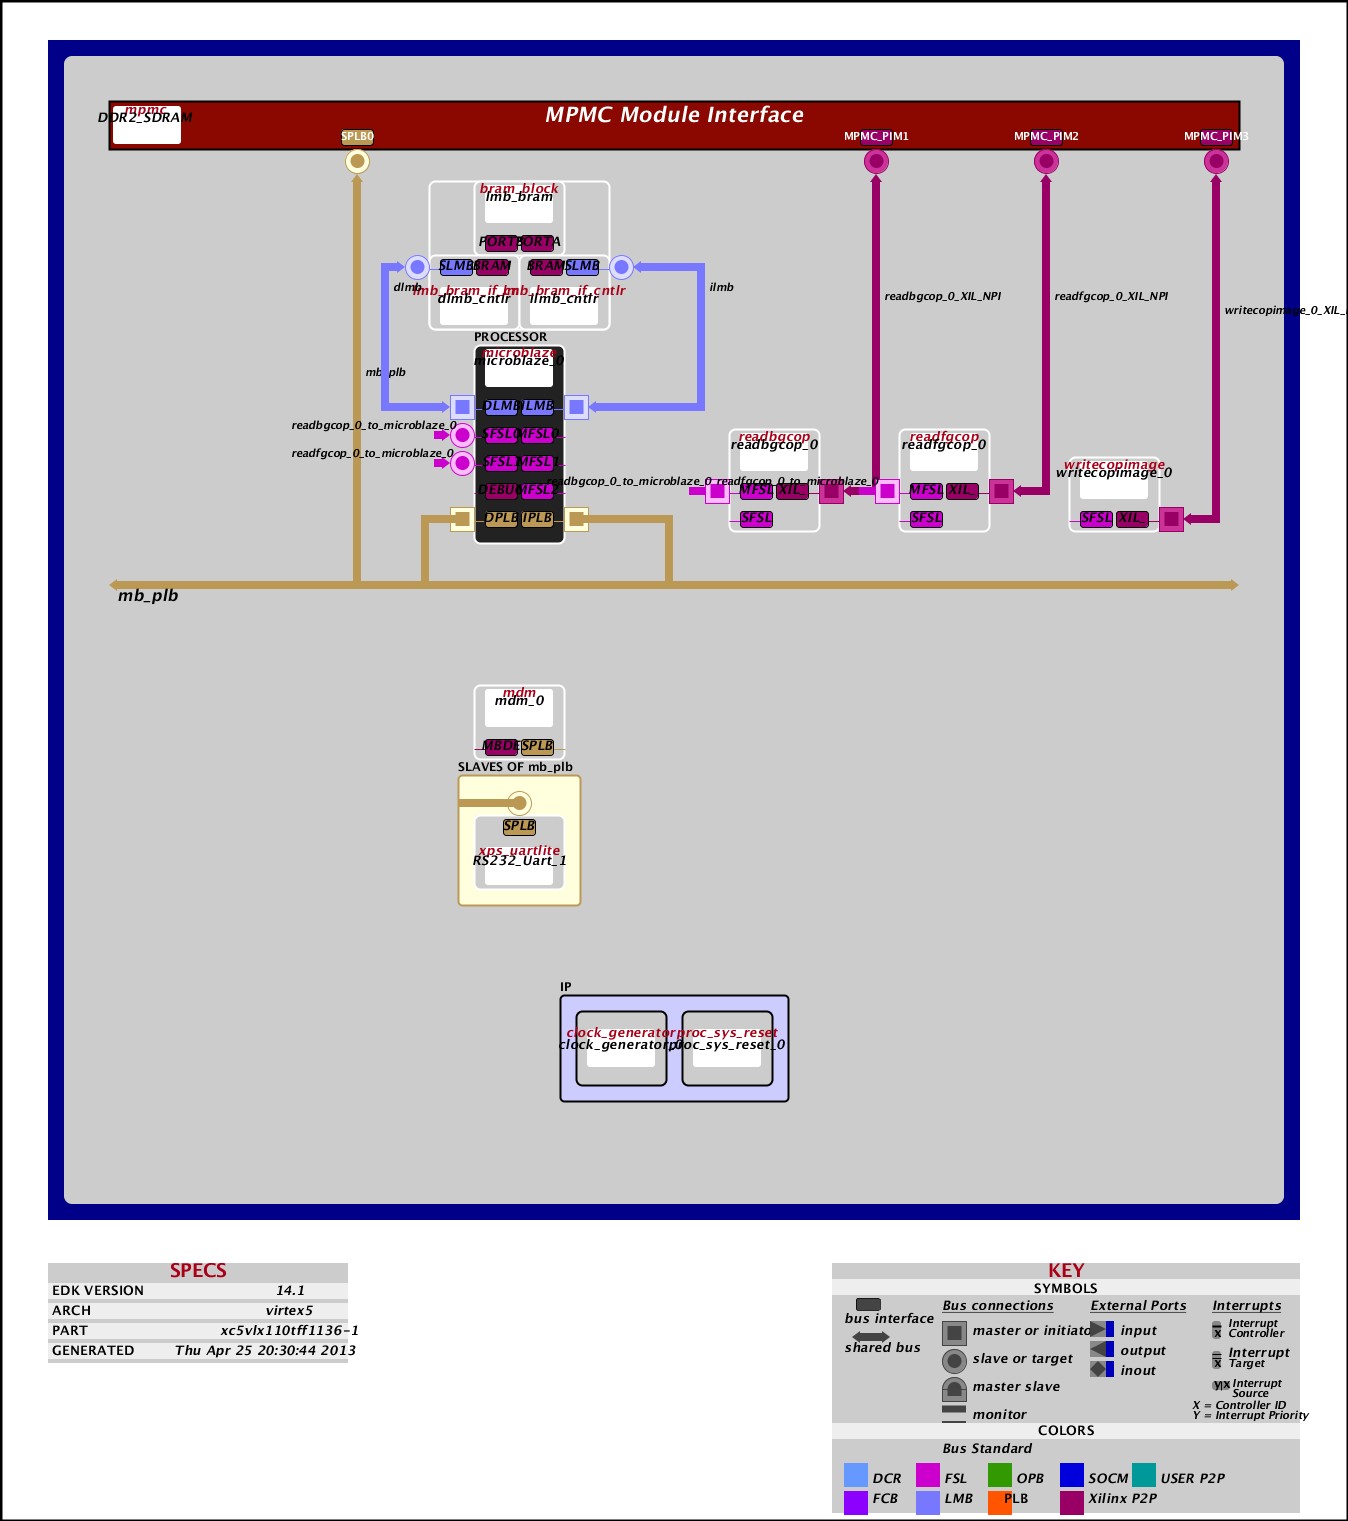 MPMC Module Interface
mpmc
DDR2_SDRAM
SPLB0
MPMC_PIM1
MPMC_PIM2
MPMC_PIM3
bram_block
lmb_bram
PORTB PORTA
SLMB BRAM
BRAM SLMB
dlmb
lmb_bram_if_cntlr
lmb_bram_if_cntlr
ilmb
dlmb_cntlr
ilmb_cntlr
readbgcop_0_XIL_NPI
readfgcop_0_XIL_NPI
writecopimage_0_XIL_
PROCESSOR
microblaze
microblaze_0
mb_plb
DLMB ILMB
readbgcop_0_to_microblaze_0
SFSL0 MFSL0
readfgcop_0_to_microblaze_0
SFSL1 MFSL1
DEBUG MFSL2
DPLB IPLB
readbgcop
readbgcop_0
readfgcop
readfgcop_0
writecopimage
writecopimage_0
readbgcop_0_to_microblaze_0
readfgcop_0_to_microblaze_0
MFSL XIL_
MFSL XIL_
SFSL
SFSL
SFSL XIL_
mb_plb
mdm
mdm_0
MBDE SPLB
SLAVES OF mb_plb
SPLB
xps_uartlite
RS232_Uart_1
IP
clock_generator
proc_sys_reset
clock_generator_0
proc_sys_reset_0
SPECS
EDK VERSION 14.1
ARCH virtex5
PART xc5vlx110tff1136-1
GENERATED Thu Apr 25 20:30:44 2013
KEY
SYMBOLS
bus interface
shared bus
Bus connections
master or initiato
slave or target
master slave
monitor
External Ports
input
output
inout
Interrupts
x
Interrupt
Controller
x
Interrupt
Target
y x
Interrupt
Source
X = Controller ID
Y = Interrupt Priority
COLORS
Bus Standard
DCR FSL OPB SOCM USER P2P
FCB LMB PLB Xilinx P2P